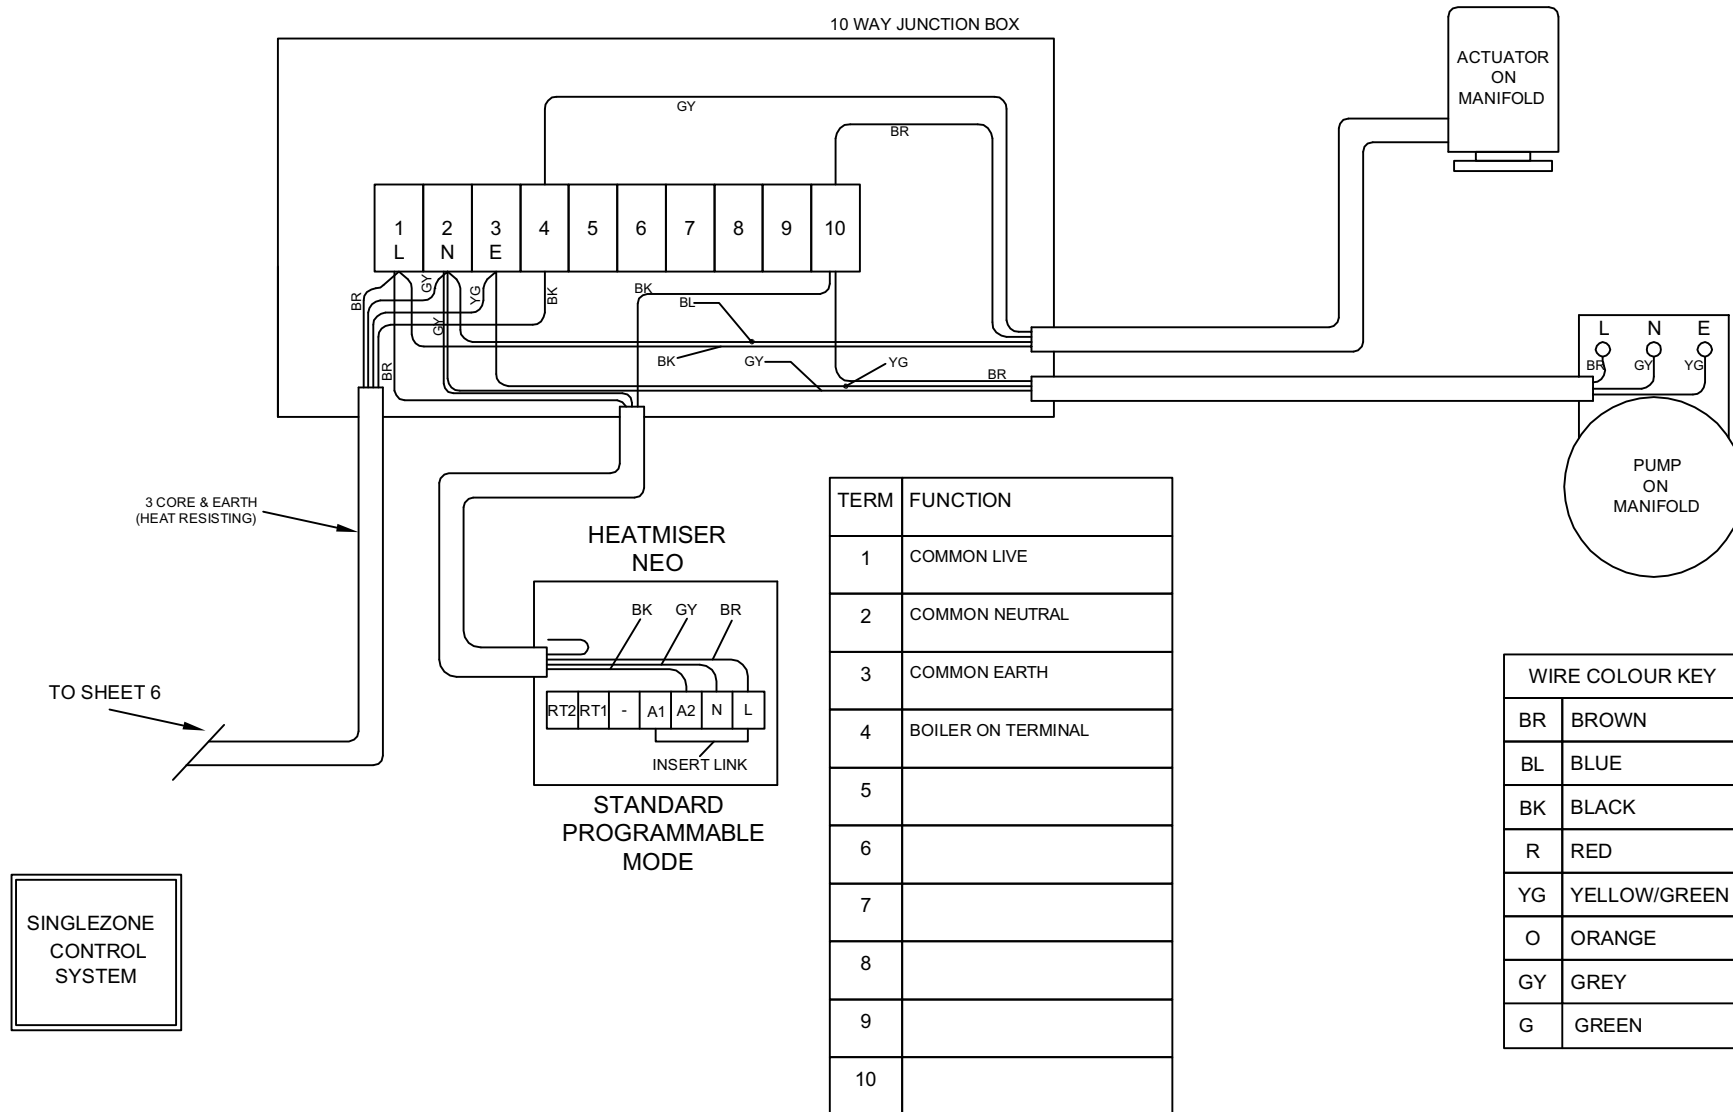 10 WAY JUNCTION BOX
ACTUATOR
ON
MANIFOLD
GY
BR
1
L
2
N
3
E
4
5
6
7
8
9
10
BR
GY
YG
GY
BR
BK
BK
BL
BK
GY
YG
BR
L N E
BR
GY
YG
PUMP
ON
MANIFOLD
3 CORE & EARTH
(HEAT RESISTING)
TO SHEET 6
HEATMISER
NEO
BK GY BR
RT2 RT1 - A1 A2 N L
INSERT LINK
STANDARD
PROGRAMMABLE
MODE
SINGLEZONE
CONTROL
SYSTEM
TERM FUNCTION
1 COMMON LIVE
2 COMMON NEUTRAL
3 COMMON EARTH
4 BOILER ON TERMINAL
5
6
7
8
9
10
WIRE COLOUR KEY
BR BROWN
BL BLUE
BK BLACK
R RED
YG YELLOW/GREEN
O ORANGE
GY GREY
G GREEN